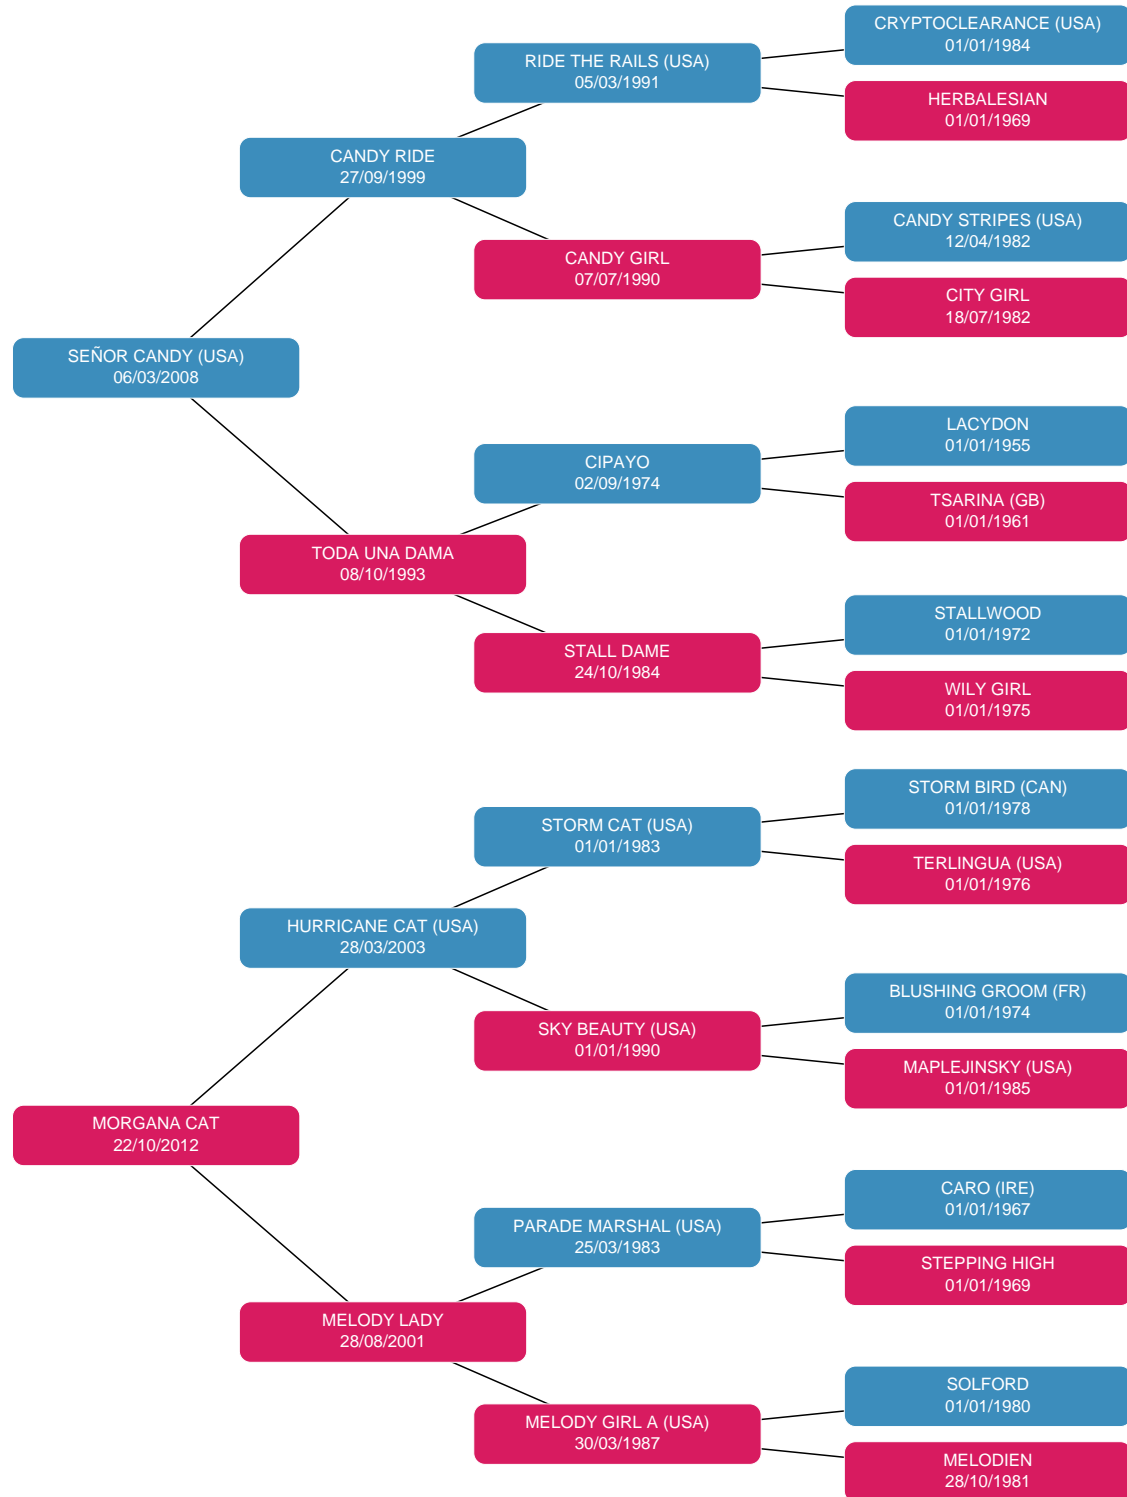 CRYPTOCLEARANCE (USA)
01/01/1984
RIDE THE RAILS (USA)
05/03/1991
HERBALESIAN
01/01/1969
CANDY RIDE
27/09/1999
CANDY STRIPES (USA)
12/04/1982
CANDY GIRL
07/07/1990
CITY GIRL
18/07/1982
SEÑOR CANDY (USA)
06/03/2008
LACYDON
01/01/1955
CIPAYO
02/09/1974
TSARINA (GB)
01/01/1961
TODA UNA DAMA
08/10/1993
STALLWOOD
01/01/1972
STALL DAME
24/10/1984
WILY GIRL
01/01/1975
STORM BIRD (CAN)
01/01/1978
STORM CAT (USA)
01/01/1983
TERLINGUA (USA)
01/01/1976
HURRICANE CAT (USA)
28/03/2003
BLUSHING GROOM (FR)
01/01/1974
SKY BEAUTY (USA)
01/01/1990
MAPLEJINSKY (USA)
01/01/1985
MORGANA CAT
22/10/2012
CARO (IRE)
01/01/1967
PARADE MARSHAL (USA)
25/03/1983
STEPPING HIGH
01/01/1969
MELODY LADY
28/08/2001
SOLFORD
01/01/1980
MELODY GIRL A (USA)
30/03/1987
MELODIEN
28/10/1981